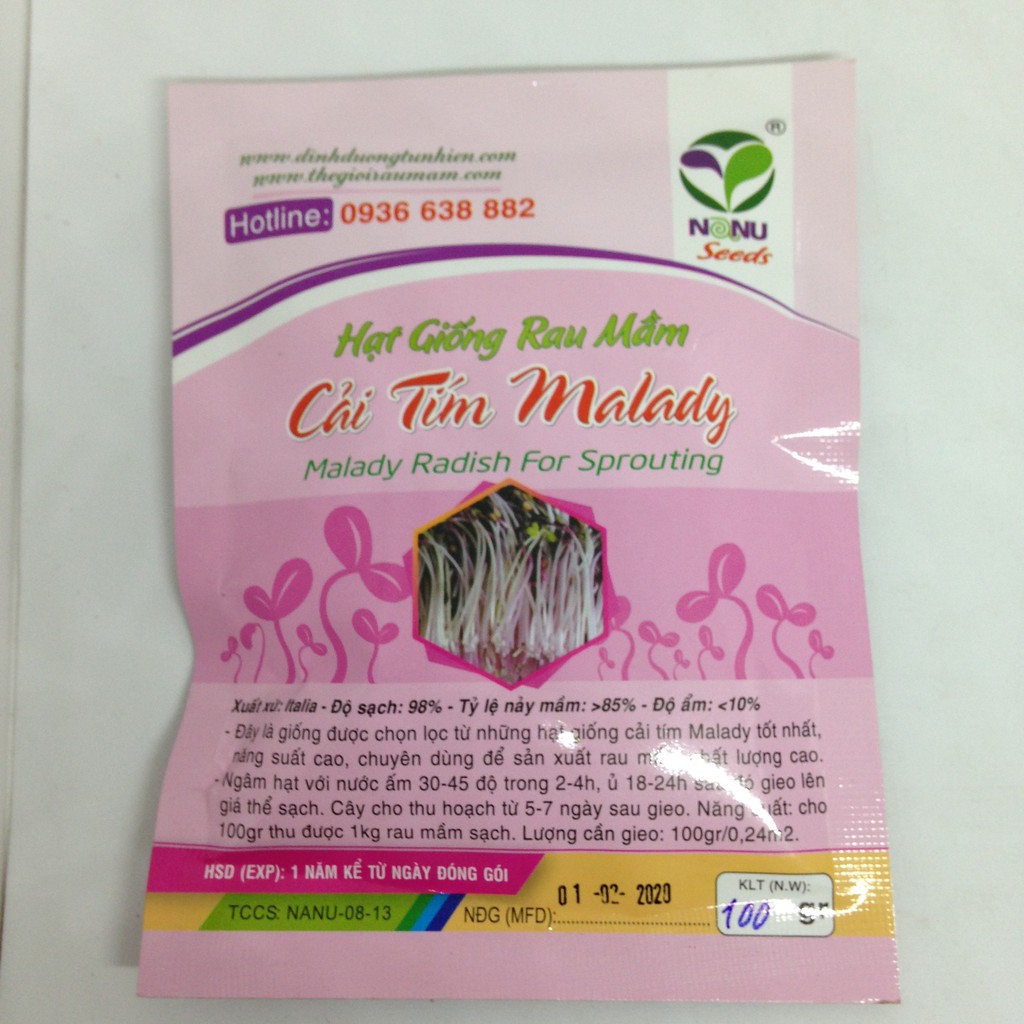 www.dinhduongtunhien.com
www.thegioiraumam.com
Hotline: 0936 638 882
®
NANU
Seeds
Hạt Giống Rau Mầm
Cải Tím Malady
Malady Radish For Sprouting
Xuất xứ: Italia - Độ sạch: 98% - Tỷ lệ nảy mầm: >85% - Độ ẩm: <10%
- Đây là giống được chọn lọc từ những hạt giống cải tím Malady tốt nhất,
năng suất cao, chuyên dùng để sản xuất rau mầm chất lượng cao.
- Ngâm hạt với nước ấm 30-45 độ trong 2-4h, ủ 18-24h sau đó gieo lên
giá thể sạch. Cây cho thu hoạch từ 5-7 ngày sau gieo. Năng suất: cho
100gr thu được 1kg rau mầm sạch. Lượng cần gieo: 100gr/0,24m2.
HSD (EXP): 1 NĂM KỂ TỪ NGÀY ĐÓNG GÓI
TCCS: NANU-08-13
NĐG (MFD): 01 -02- 2020
KLT (N.W):
100 gr